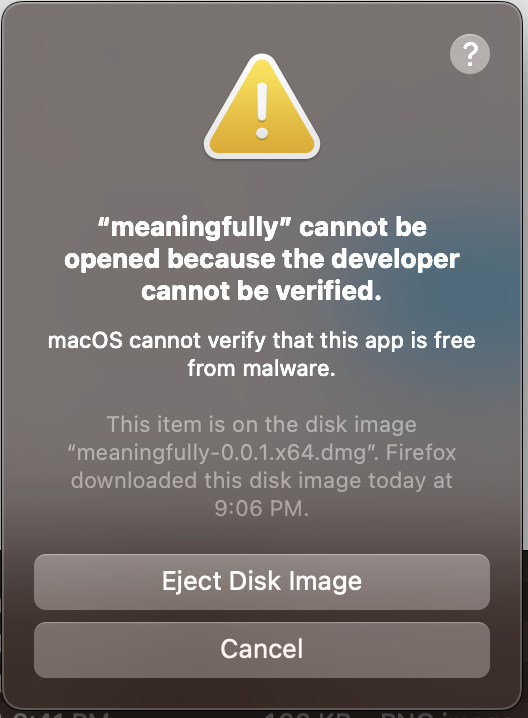 ?
“meaningfully” cannot be
opened because the developer
cannot be verified.
macOS cannot verify that this app is free
from malware.
This item is on the disk image
“meaningfully-0.0.1.x64.dmg”. Firefox
downloaded this disk image today at
9:06 PM.
Eject Disk Image
Cancel